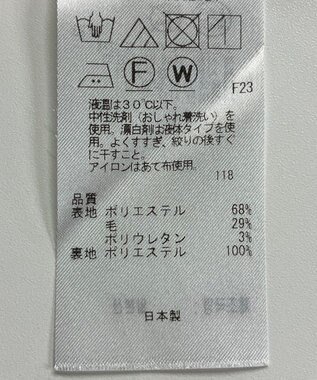 F W
F23
液温は30℃以下。
中性洗剤（おしゃれ着洗い）を
使用。漂白剤は液体タイプを使
用。よくすすぎ、絞りの後すぐ
に干すこと。
アイロンはあて布使用。
118
品質
表地 ポリエステル 68%
毛 29%
ポリウレタン 3%
裏地 ポリエステル 100%
日本製